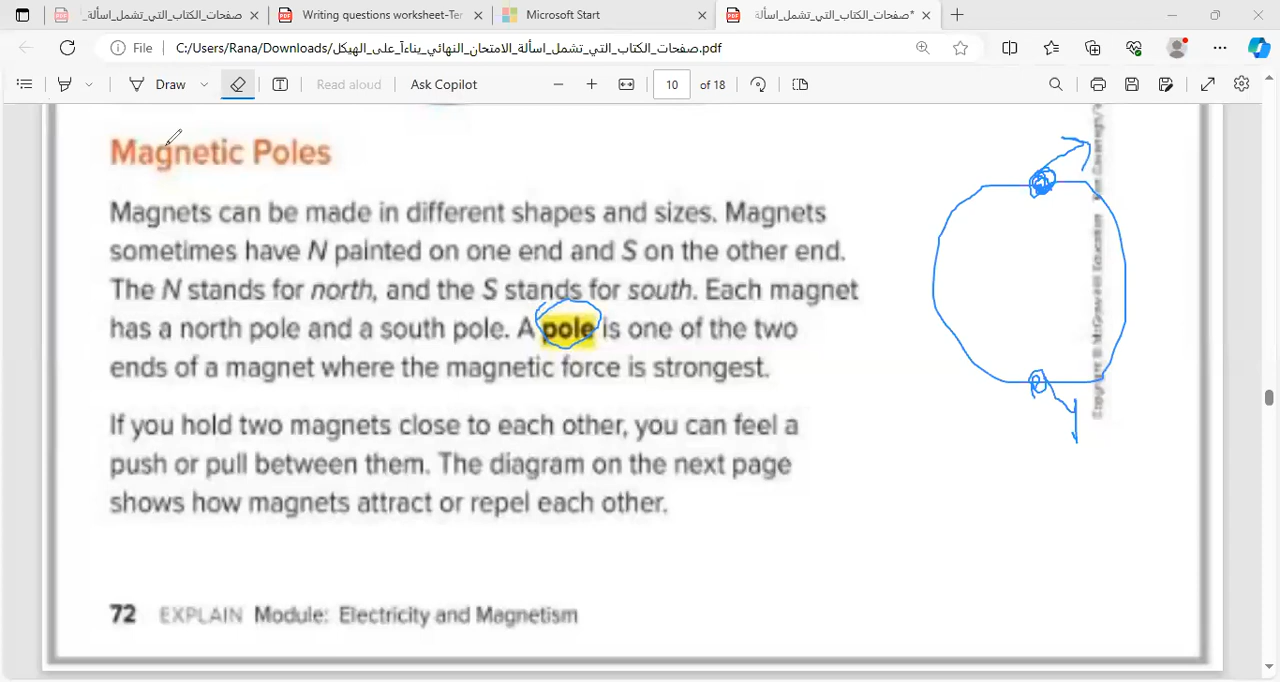 صفحات_الكتاب_التي_تشمل_اسألة_
Writing questions worksheet-Ter
Microsoft Start
*صفحات_الكتاب_التي_تشمل_اسألة
File
C:/Users/Rana/Downloads/صفحات_الكتاب_التي_تشمل_اسألة_الامتحان_النهائي_بناءاً_على_الهيكل.pdf
Draw
Read aloud
Ask Copilot
10 of 18
Magnetic Poles
Magnets can be made in different shapes and sizes. Magnets
sometimes have N painted on one end and S on the other end.
The N stands for north, and the S stands for south. Each magnet
has a north pole and a south pole. A pole is one of the two
ends of a magnet where the magnetic force is strongest.
If you hold two magnets close to each other, you can feel a
push or pull between them. The diagram on the next page
shows how magnets attract or repel each other.
72 EXPLAIN Module: Electricity and Magnetism
Copyright © McGraw-Hill Education